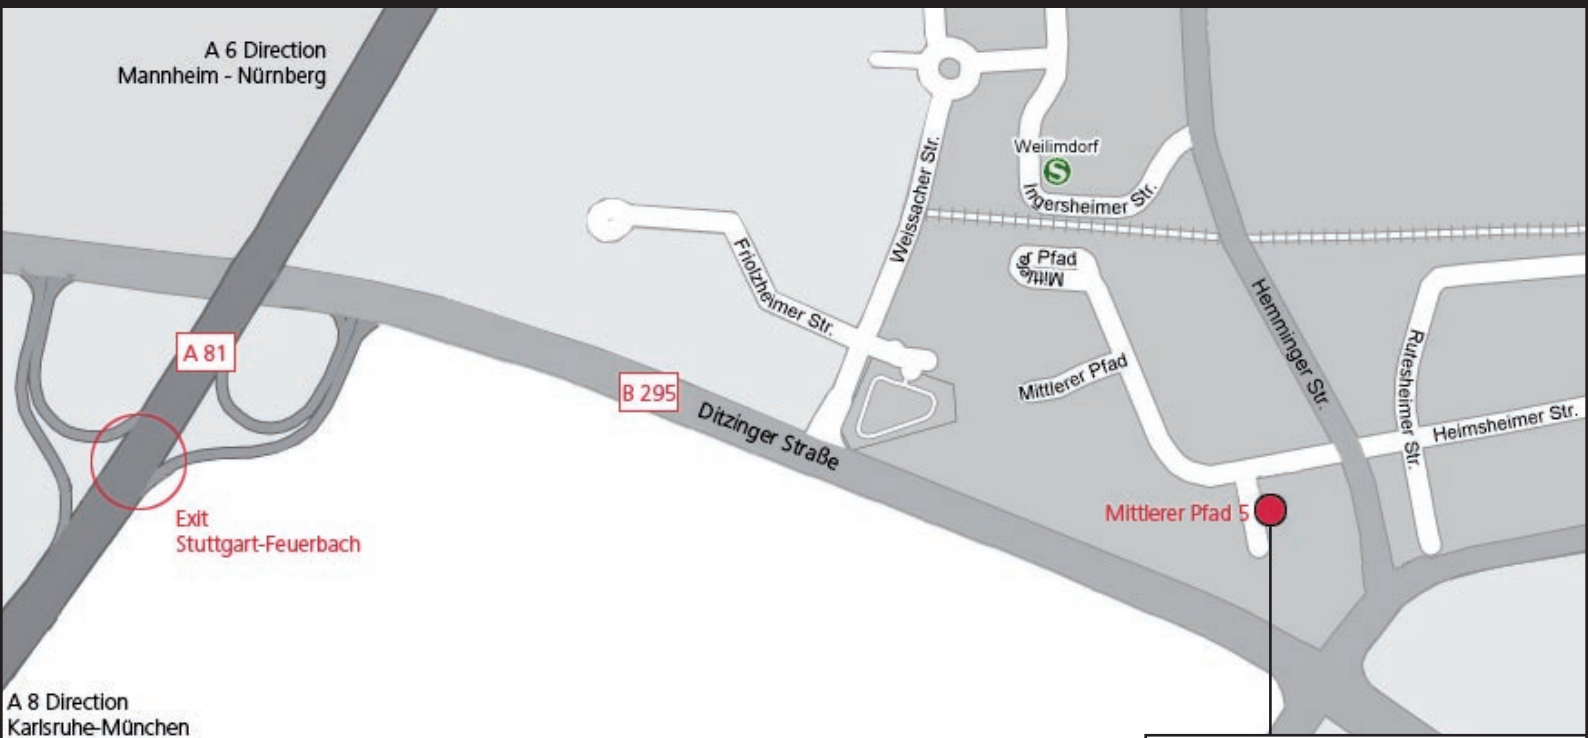 A 6 Direction
Mannheim - Nürnberg
Weilimdorf
S
Ingersheimer Str.
Weissacher Str.
Friolzheimer Str.
Mittlerer Pfad
Hemminger Str.
A 81
B 295
Ditzinger Straße
Mittlerer Pfad
Rutesheimer Str.
Heimsheimer Str.
Mittlerer Pfad 5
Exit
Stuttgart-Feuerbach
A 8 Direction
Karlsruhe-München